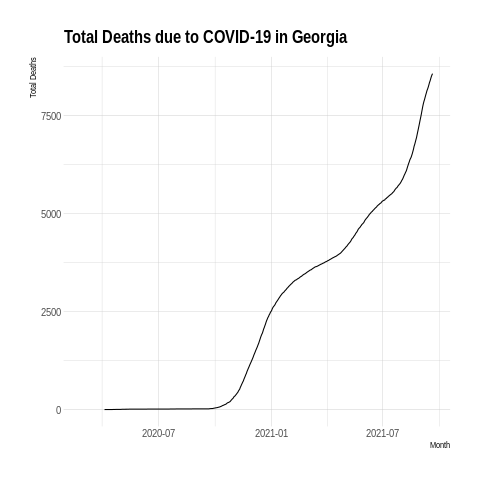 Total Deaths due to COVID-19 in Georgia
Total Deaths
7500
5000
2500
0
2020-07 2021-01 2021-07
Month